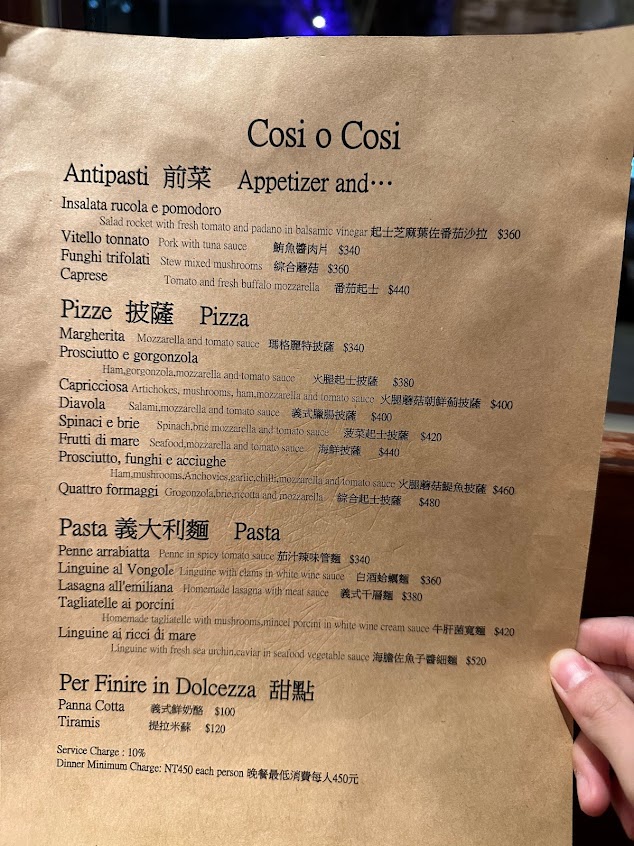 Cosi o Cosi
Antipasti 前菜 Appetizer and…
Insalata rucola e pomodoro
Salad rocket with fresh tomato and padano in balsamic vinegar 起士芝麻葉佐番茄沙拉 $360
Vitello tonnato Pork with tuna sauce 鮪魚醬肉片 $340
Funghi trifolati Stew mixed mushrooms 綜合蘑菇 $360
Caprese Tomato and fresh buffalo mozzarella 番茄起士 $440
Pizze 披薩 Pizza
Margherita Mozzarella and tomato sauce 瑪格麗特披薩 $340
Prosciutto e gorgonzola
Ham,gorgonzola,mozzarella and tomato sauce 火腿起士披薩 $380
Capricciosa Artichokes, mushrooms, ham,mozzarella and tomato sauce 火腿蘑菇朝鮮薊披薩 $400
Diavola Salami,mozzarella and tomato sauce 義式臘腸披薩 $400
Spinaci e brie Spinach,brie mozzarella and tomato sauce 菠菜起士披薩 $420
Frutti di mare Seafood,mozzarella and tomato sauce 海鮮披薩 $440
Prosciutto, funghi e acciughe
Ham,mushrooms,Anchovies,garlic,chilli,mozzarella and tomato sauce 火腿蘑菇鯷魚披薩 $460
Quattro formaggi Grogonzola,brie,ricotta and mozzarella 綜合起士披薩 $480
Pasta 義大利麵 Pasta
Penne arrabiatta Penne in spicy tomato sauce 茄汁辣味管麵 $340
Linguine al Vongole Linguine with clams in white wine sauce 白酒蛤蠣麵 $360
Lasagna all'emiliana Homemade lasagna with meat sauce 義式千層麵 $380
Tagliatelle ai porcini
Homemade tagliatelle with mushrooms,mincel porcini in white wine cream sauce 牛肝菌寬麵 $420
Linguine ai ricci di mare
Linguine with fresh sea urchin,caviar in seafood vegetable sauce 海膽佐魚子醬細麵 $520
Per Finire in Dolcezza 甜點
Panna Cotta 義式鮮奶酪 $100
Tiramis 提拉米蘇 $120
Service Charge : 10%
Dinner Minimum Charge: NT450 each person 晚餐最低消費每人450元